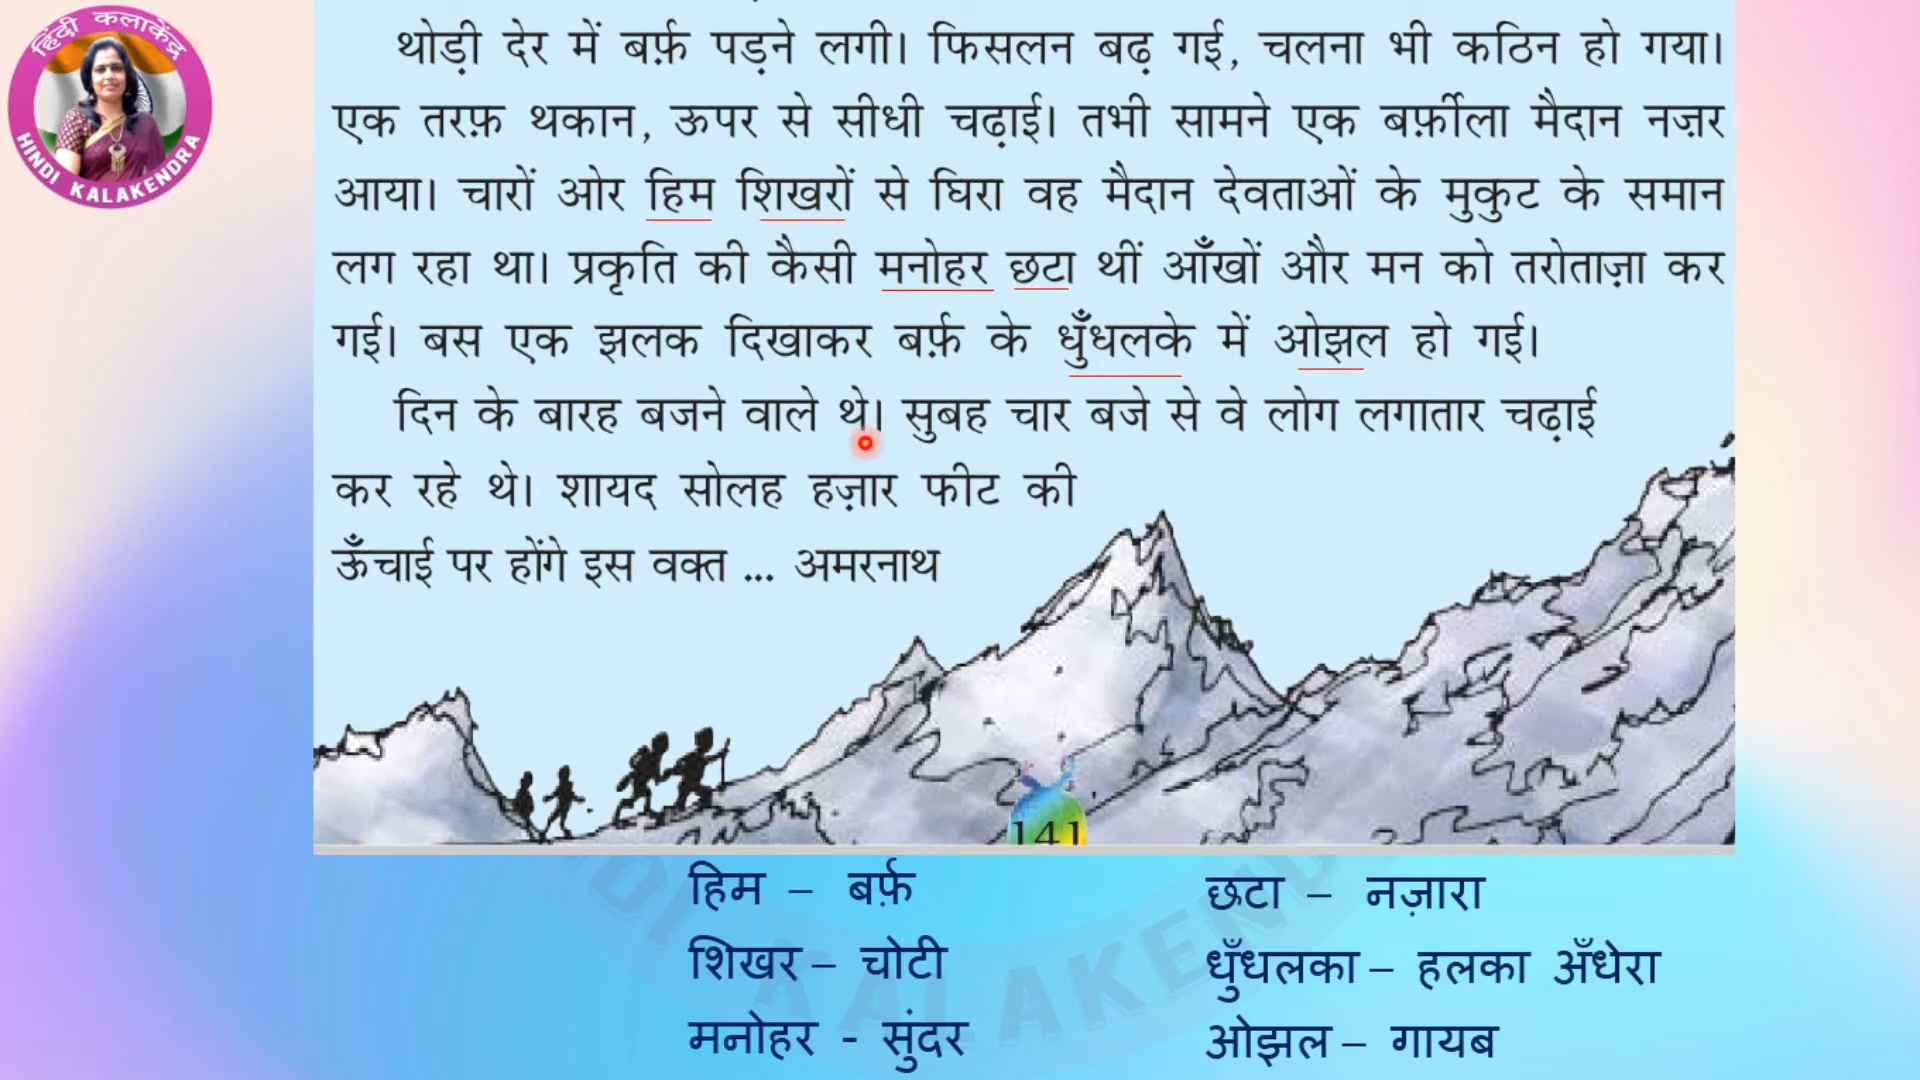 हिंदी कलाकेंद्र
HINDI KALAKENDRA
थोड़ी देर में बर्फ़ पड़ने लगी। फिसलन बढ़ गई, चलना भी कठिन हो गया।
एक तरफ़ थकान, ऊपर से सीधी चढ़ाई। तभी सामने एक बर्फ़ीला मैदान नज़र
आया। चारों ओर हिम शिखरों से घिरा वह मैदान देवताओं के मुकुट के समान
लग रहा था। प्रकृति की कैसी मनोहर छटा थीं आँखों और मन को तरोताज़ा कर
गई। बस एक झलक दिखाकर बर्फ़ के धुँधलके में ओझल हो गई।
दिन के बारह बजने वाले थे। सुबह चार बजे से वे लोग लगातार चढ़ाई
कर रहे थे। शायद सोलह हज़ार फीट की
ऊँचाई पर होंगे इस वक्त ... अमरनाथ
141
हिम – बर्फ़
शिखर – चोटी
मनोहर - सुंदर
छटा – नज़ारा
धुँधलका – हलका अँधेरा
ओझल – गायब